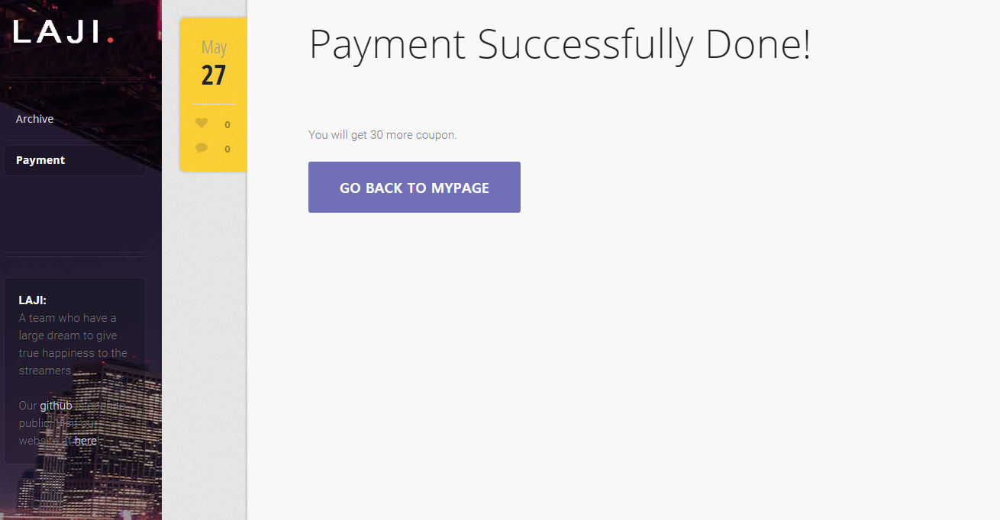 LAJI.
Archive
Payment
LAJI:
A team who have a
large dream to give
true happiness to the
streamers.
Our github is open to
public. Visit our
website at here!
May
27
0
0
Payment Successfully Done!
You will get 30 more coupon.
GO BACK TO MYPAGE